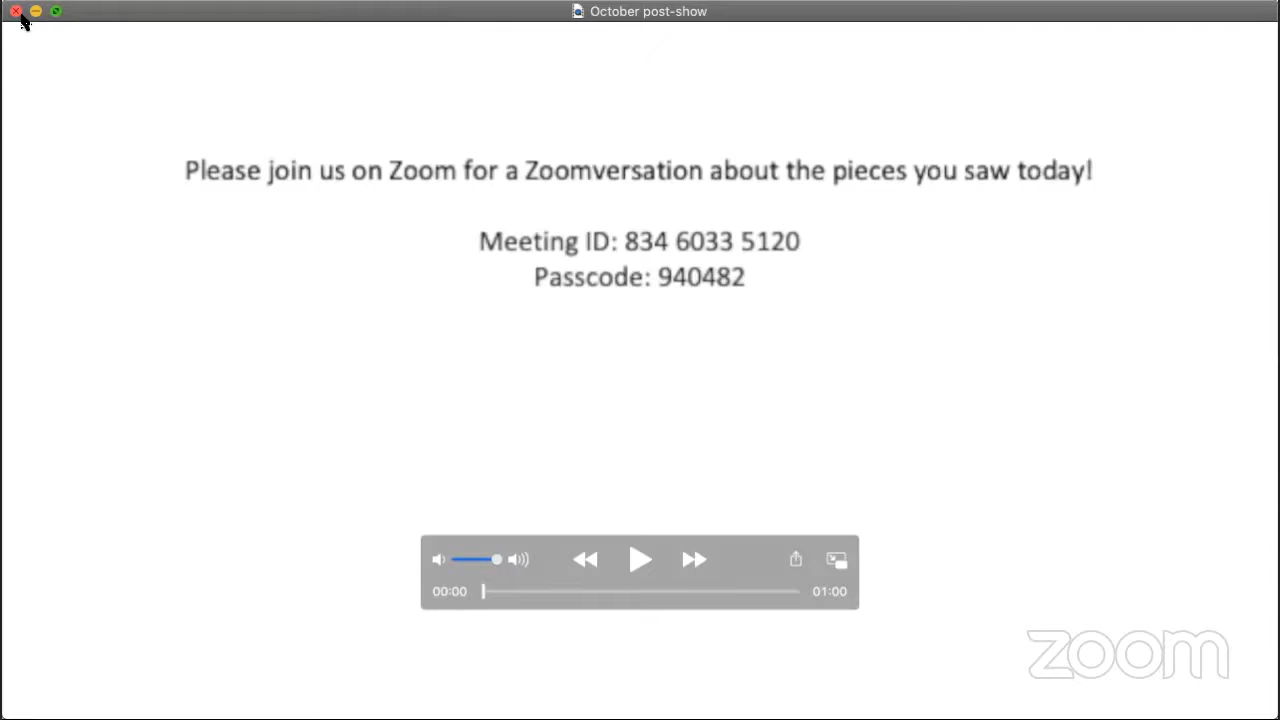 October post-show
Please join us on Zoom for a Zoomversation about the pieces you saw today!
Meeting ID: 834 6033 5120
Passcode: 940482
00:00
01:00
zoom